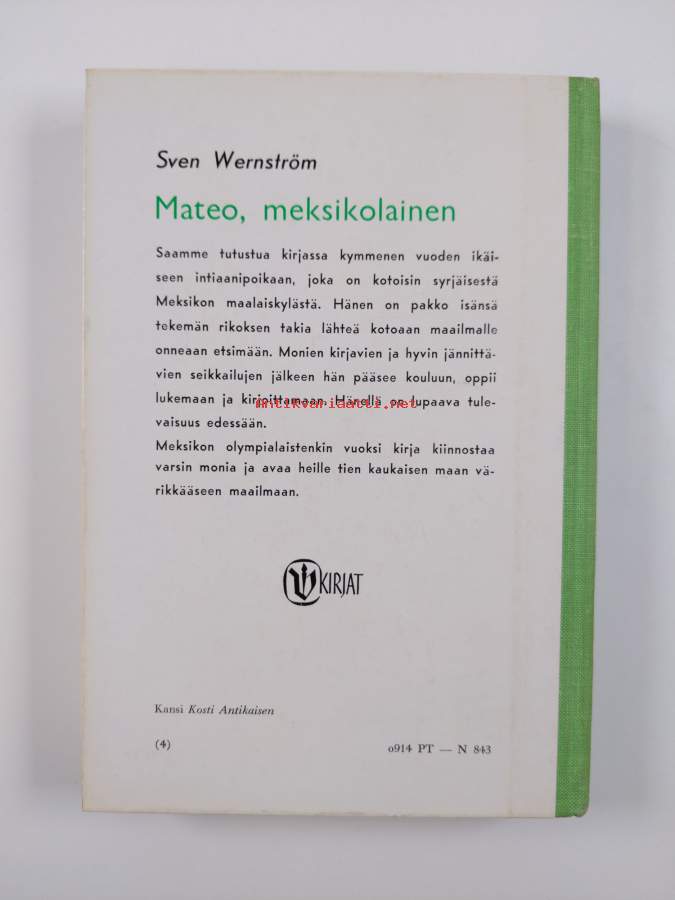 Sven Wernström
Mateo, meksikolainen
Saamme tutustua kirjassa kymmenen vuoden ikäi-
seen intiaanipoikaan, joka on kotoisin syrjäisestä
Meksikon maalaiskylästä. Hänen on pakko isänsä
tekemän rikoksen takia lähteä kotoaan maailmalle
onneaan etsimään. Monien kirjavien ja hyvin jännittä-
vien seikkailujen jälkeen hän pääsee kouluun, oppii
lukemaan ja kirjoittamaan. Hänellä on lupaava tule-
antikvariaatti.net
vaisuus edessään.
Meksikon olympialaistenkin vuoksi kirja kiinnostaa
varsin monia ja avaa heille tien kaukaisen maan vä-
rikkääseen maailmaan.
KIRJAT
Kansi Kosti Antikaisen
(4) o914 PT — N 843